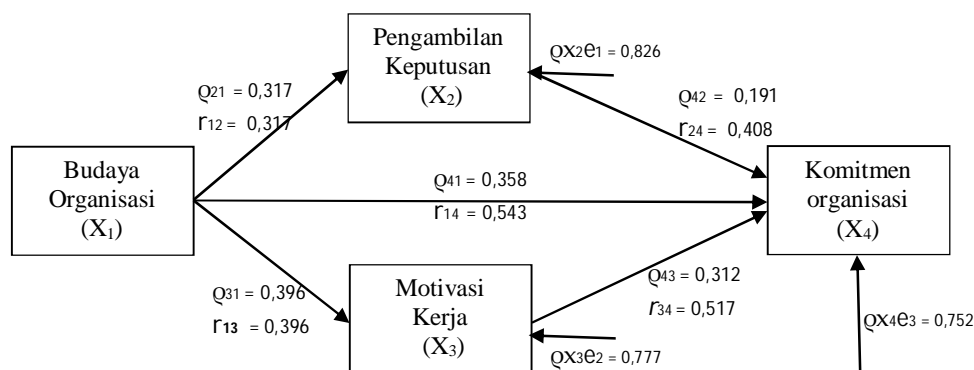 Pengambilan
Keputusan
(X₂)
ϱx₂e₁ = 0,826
ϱ₂₁ = 0,317
r₁₂ = 0,317
ϱ₄₂ = 0,191
r₂₄ = 0,408
Budaya
Organisasi
(X₁)
ϱ₄₁ = 0,358
r₁₄ = 0,543
Komitmen
organisasi
(X₄)
ϱ₃₁ = 0,396
r₁₃ = 0,396
Motivasi
Kerja
(X₃)
ϱ₄₃ = 0,312
r₃₄ = 0,517
ϱx₃e₂ = 0,777
ϱx₄e₃ = 0,752